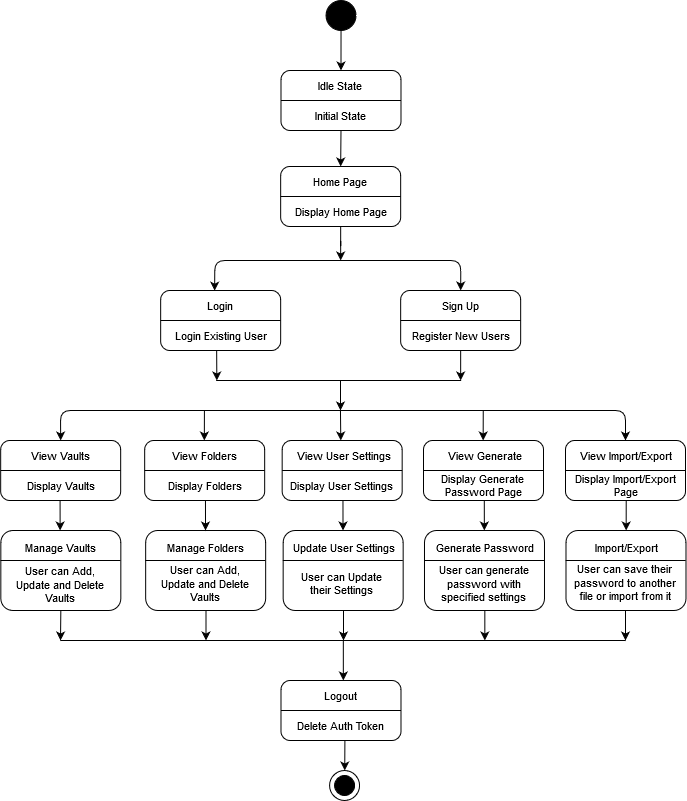 Idle State
Initial State
Home Page
Display Home Page
Login
Login Existing User
Sign Up
Register New Users
View Vaults
Display Vaults
View Folders
Display Folders
View User Settings
Display User Settings
View Generate
Display Generate
Password Page
View Import/Export
Display Import/Export
Page
Manage Vaults
User can Add,
Update and Delete
Vaults
Manage Folders
User can Add,
Update and Delete
Vaults
Update User Settings
User can Update
their Settings
Generate Password
User can generate
password with
specified settings
Import/Export
User can save their
password to another
file or import from it
Logout
Delete Auth Token